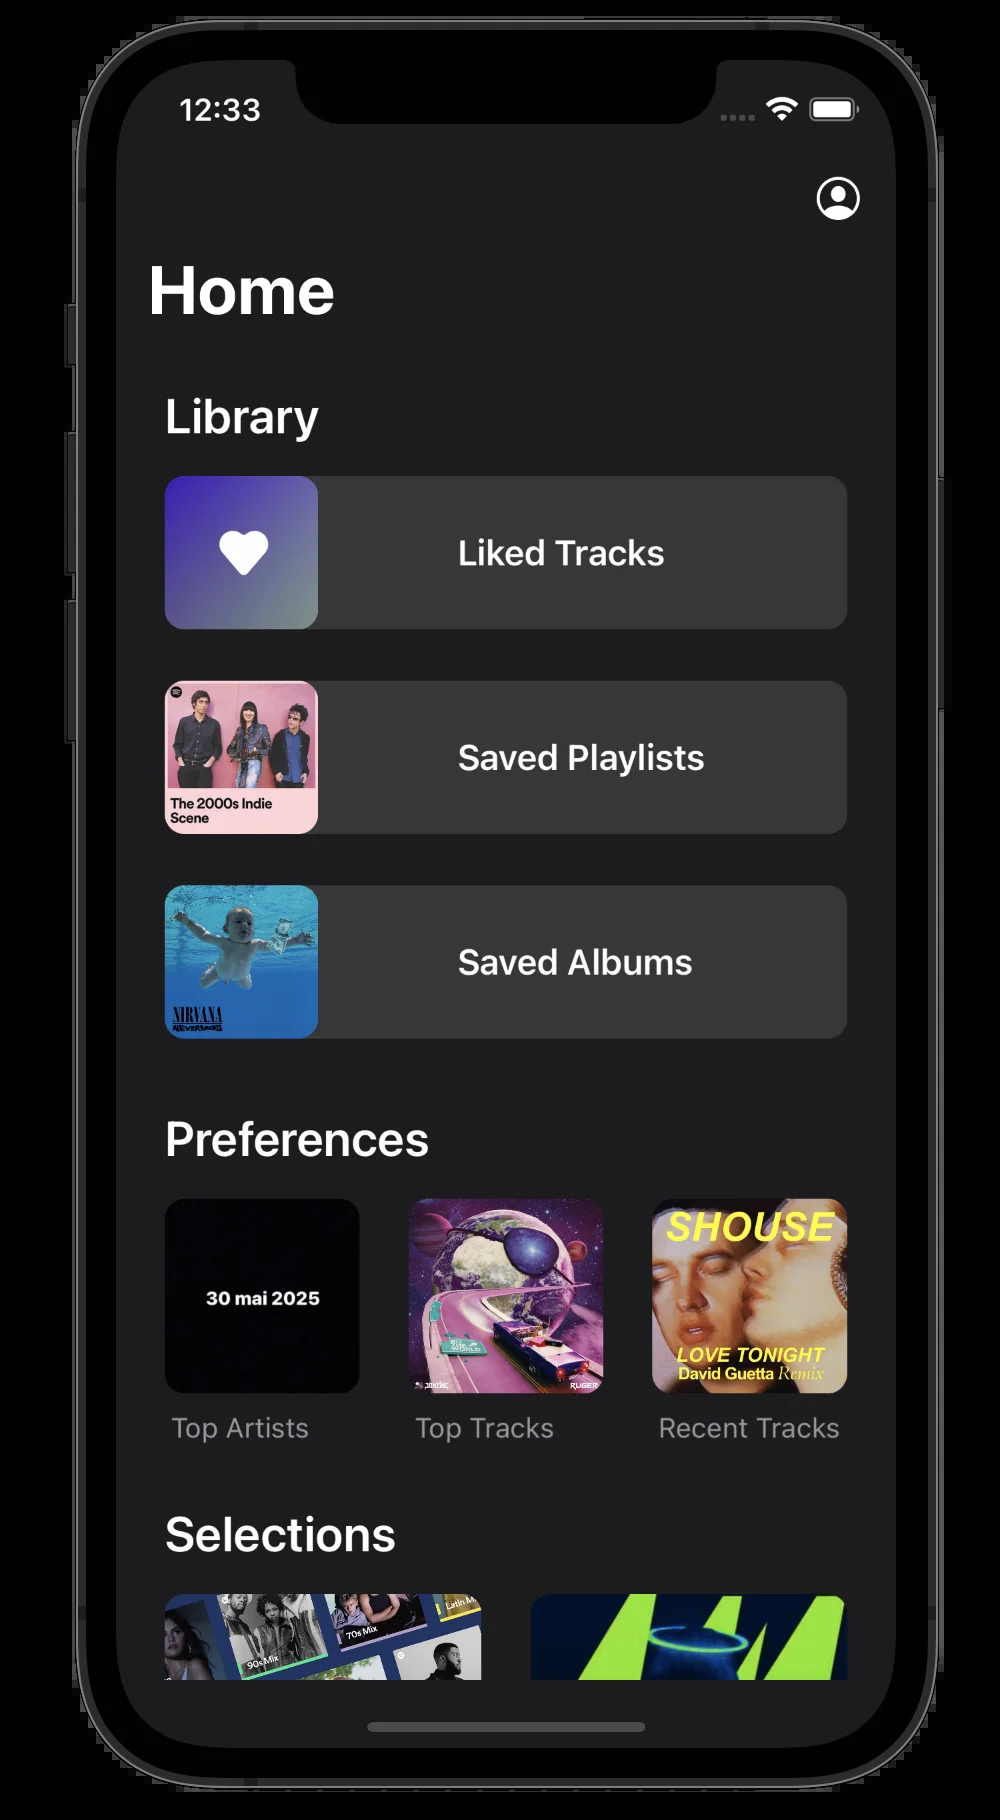 12:33
Home
Library
Liked Tracks
The 2000s Indie
Scene
Saved Playlists
NIRVANA
NEVERMIND
Saved Albums
Preferences
30 mai 2025
RUGER
SHOUSE
LOVE TONIGHT
David Guetta Remix
Top Artists
Top Tracks
Recent Tracks
Selections
90s Mix
70s Mix